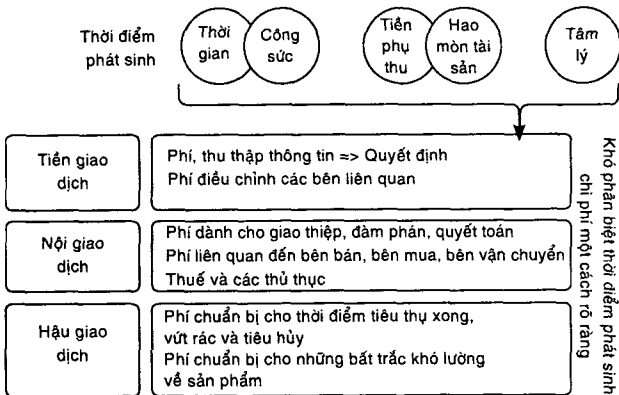 Thời điểm
phát sinh
Thời
gian
Công
sức
Tiền
phụ
thu
Hao
mòn tài
sản
Tâm
lý
Tiền giao
dịch
Phí, thu thập thông tin => Quyết định
Phí điều chỉnh các bên liên quan
Nội giao
dịch
Phí dành cho giao thiệp, đàm phán, quyết toán
Phí liên quan đến bên bán, bên mua, bên vận chuyển
Thuế và các thủ thục
Hậu giao
dịch
Phí chuẩn bị cho thời điểm tiêu thụ xong,
vứt rác và tiêu hủy
Phí chuẩn bị cho những bất trắc khó lường
về sản phẩm
Khó phân biệt thời điểm phát sinh
chi phí một cách rõ ràng